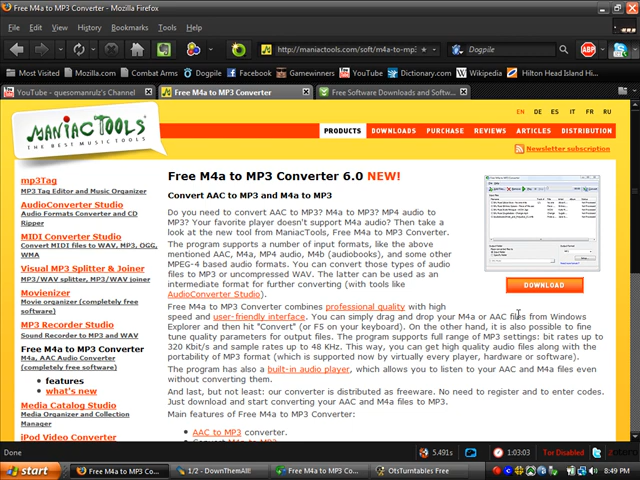 Free M4a to MP3 Converter - Mozilla Firefox
File Edit View History Bookmarks Tools Help
http://maniactools.com/soft/m4a-to-mp
Dogpile
Most Visited Mozilla.com Combat Arms Digg Facebook Gamewinners YouTube Dictionary.com Wikipedia Hilton Head Island Hi...
YouTube - quesomanrulz's Channel
Free M4a to MP3 Converter
Free Software Downloads and Softw...
EN DE ES IT FR RU
MANIACTOOLS
THE BEST MUSIC TOOLS
PRODUCTS DOWNLOADS PURCHASE REVIEWS ARTICLES DISTRIBUTION
Newsletter subscription
mp3Tag
MP3 Tag Editor and Music Organizer
AudioConverter Studio
Audio Formats Converter and CD
Ripper
MIDI Converter Studio
Convert MIDI files to WAV, MP3, OGG,
WMA
Visual MP3 Splitter & Joiner
MP3/WAV splitter, MP3/WAV joiner
Movienizer
Movie organizer (completely free
software)
MP3 Recorder Studio
Sound Recorder to MP3 and WAV
Free M4a to MP3 Converter
M4a, AAC Audio Converter
(completely free software)
features
what's new
Media Catalog Studio
Media Organizer and Collection
Manager
iPod Video Converter
Free M4a to MP3 Converter 6.0 NEW!
Convert AAC to MP3 and M4a to MP3
Do you need to convert AAC to MP3? M4a to MP3? MP4 audio to
MP3? Your favorite player doesn't support M4a audio? Then take a
look at the new tool from ManiacTools, Free M4a to MP3 Converter.
The program supports a number of input formats, like the above
mentioned AAC, M4a, MP4 audio, M4b (audiobooks), and some other
MPEG-4 based audio formats. You can convert those types of audio
files to MP3 or uncompressed WAV. The latter can be used as an
intermediate format for further converting (with tools like
AudioConverter Studio).
DOWNLOAD
Free M4a to MP3 Converter combines professional quality with high
speed and user-friendly interface. You can simply drag and drop your M4a or AAC files from Windows
Explorer and then hit "Convert" (or F5 on your keyboard). On the other hand, it is also possible to fine
tune quality parameters for output files. The program supports full range of MP3 settings: bit rates up to
320 Kbit/s and sample rates up to 48 KHz. This way, you can get high quality audio files along with the
portability of MP3 format (which is supported now by virtually every player, hardware or software).
The program has also a built-in audio player, which allows you to listen to your AAC and M4a files even
without converting them.
And last, but not least: our converter is distributed as freeware. No need to register and to enter codes.
Just download and start converting your AAC and M4a files to MP3.
Main features of Free M4a to MP3 Converter:
AAC to MP3 converter.
Done
5.491s
1:03:03
Tor Disabled
start
Free M4a to MP3 Co...
1/2 - DownThemAll!
Free M4a to MP3 Con...
OtsTurntables Free
8:49 PM